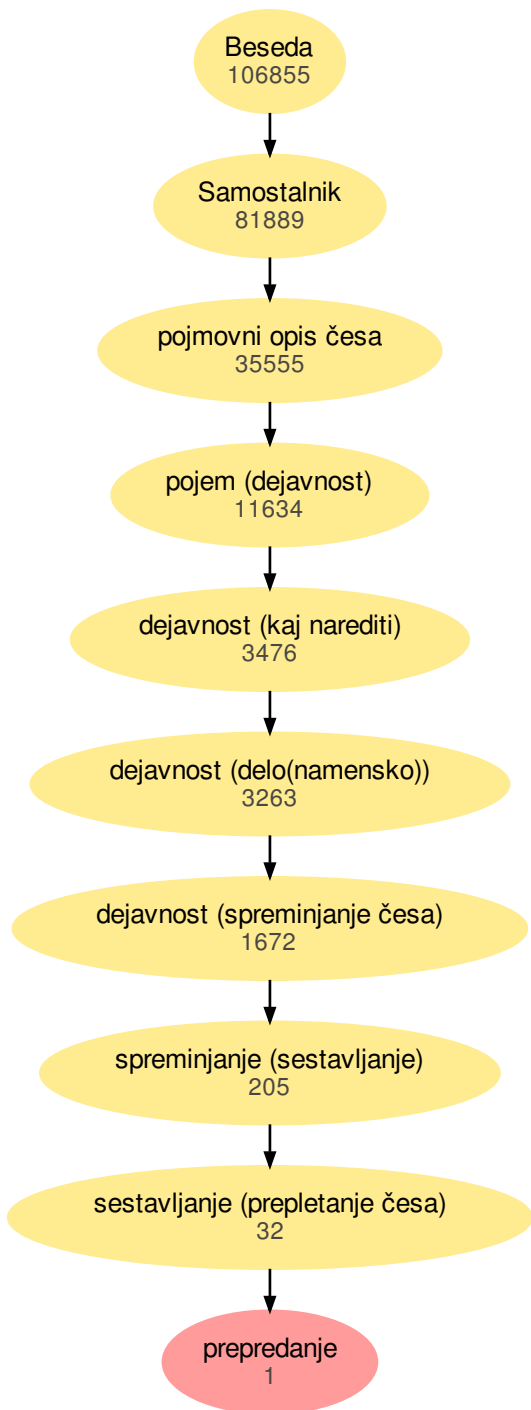 Beseda
106855
Samostalnik
81889
pojmovni opis česa
35555
pojem (dejavnost)
11634
dejavnost (kaj narediti)
3476
dejavnost (delo(namensko))
3263
dejavnost (spreminjanje česa)
1672
spreminjanje (sestavljanje)
205
sestavljanje (prepletanje česa)
32
prepredanje
1